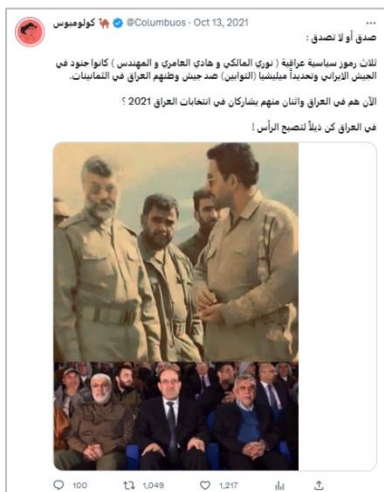 كولومبوس @Columbuos · Oct 13, 2021
صدق أو لا تصدق :
ثلاث رموز سياسية عراقية ( نوري المالكي و هادي العامري و المهندس ) كانوا جنود في
الجيش الايراني وتحديداً ميليشيا (التوابين) ضد جيش وطنهم العراق في الثمانينات.
الآن هم في العراق واثنان منهم يشاركان في انتخابات العراق 2021 ؟
في العراق كن ذيلاً لتصبح الرأس !
100 1,049 1,217